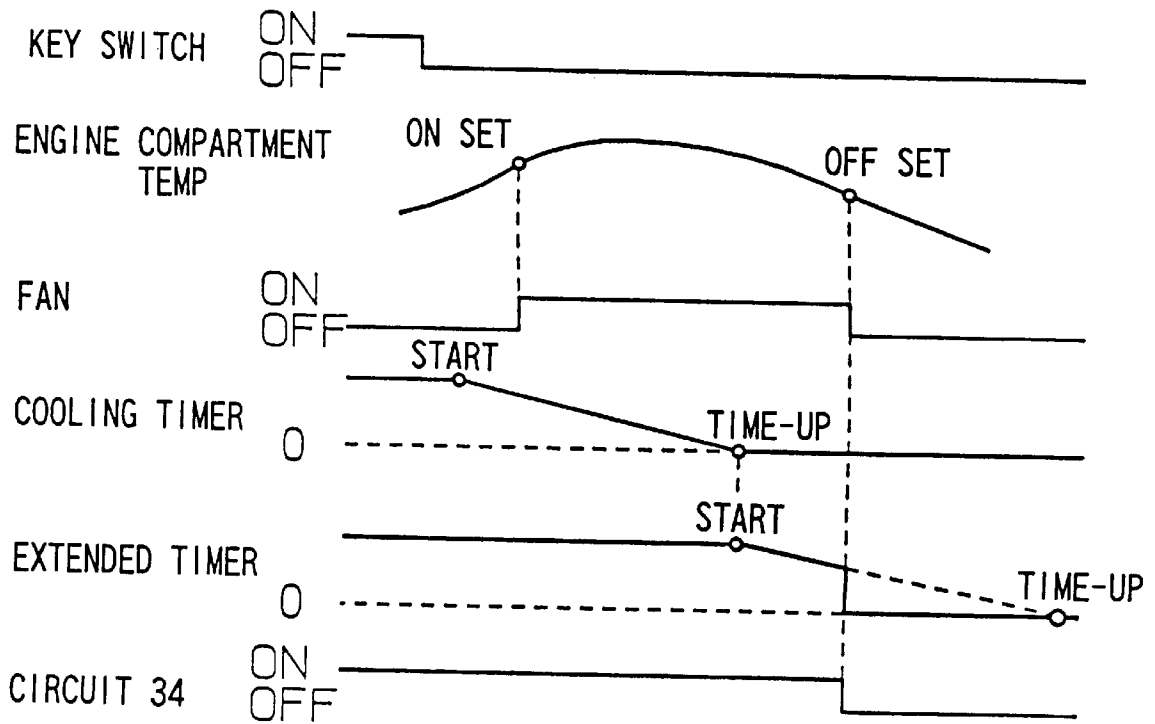 KEY SWITCH
ON
OFF
ENGINE COMPARTMENT
TEMP
ON SET
OFF SET
FAN
ON
OFF
START
COOLING TIMER
0
TIME-UP
START
EXTENDED TIMER
0
TIME-UP
CIRCUIT 34
ON
OFF